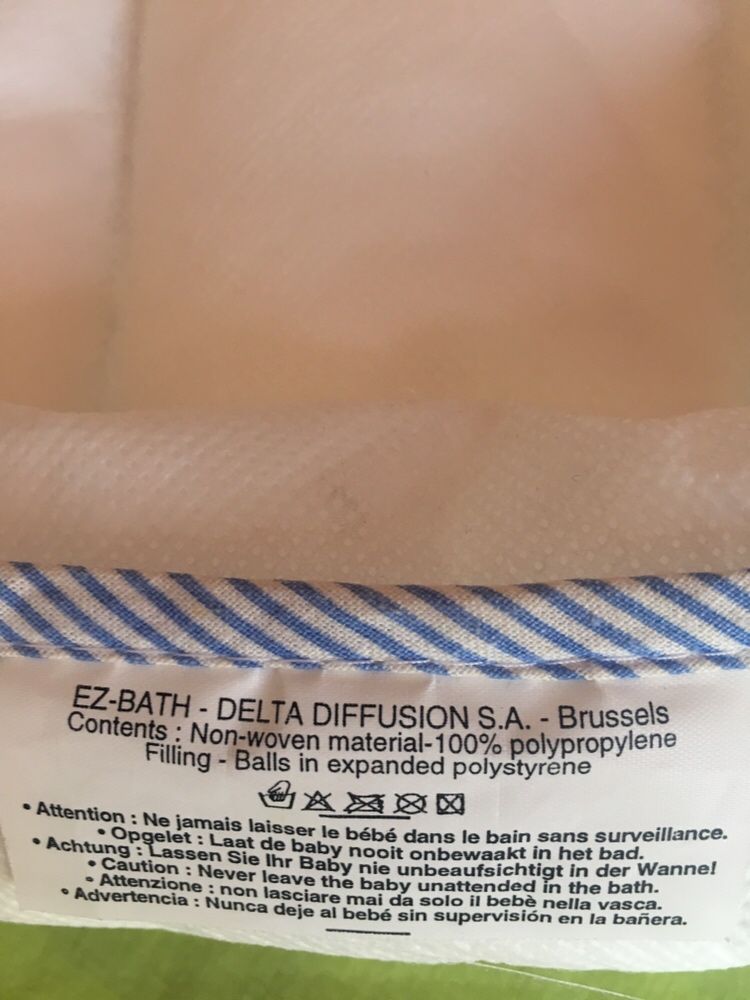 EZ-BATH - DELTA DIFFUSION S.A. - Brussels
Contents : Non-woven material-100% polypropylene
Filling - Balls in expanded polystyrene
• Attention : Ne jamais laisser le bébé dans le bain sans surveillance.
• Opgelet : Laat de baby nooit onbewaakt in het bad.
• Achtung : Lassen Sie Ihr Baby nie unbeaufsichtigt in der Wanne!
• Caution : Never leave the baby unattended in the bath.
• Attenzione : non lasciare mai da solo il bebè nella vasca.
• Advertencia : Nunca deje al bebé sin supervisión en la bañera.